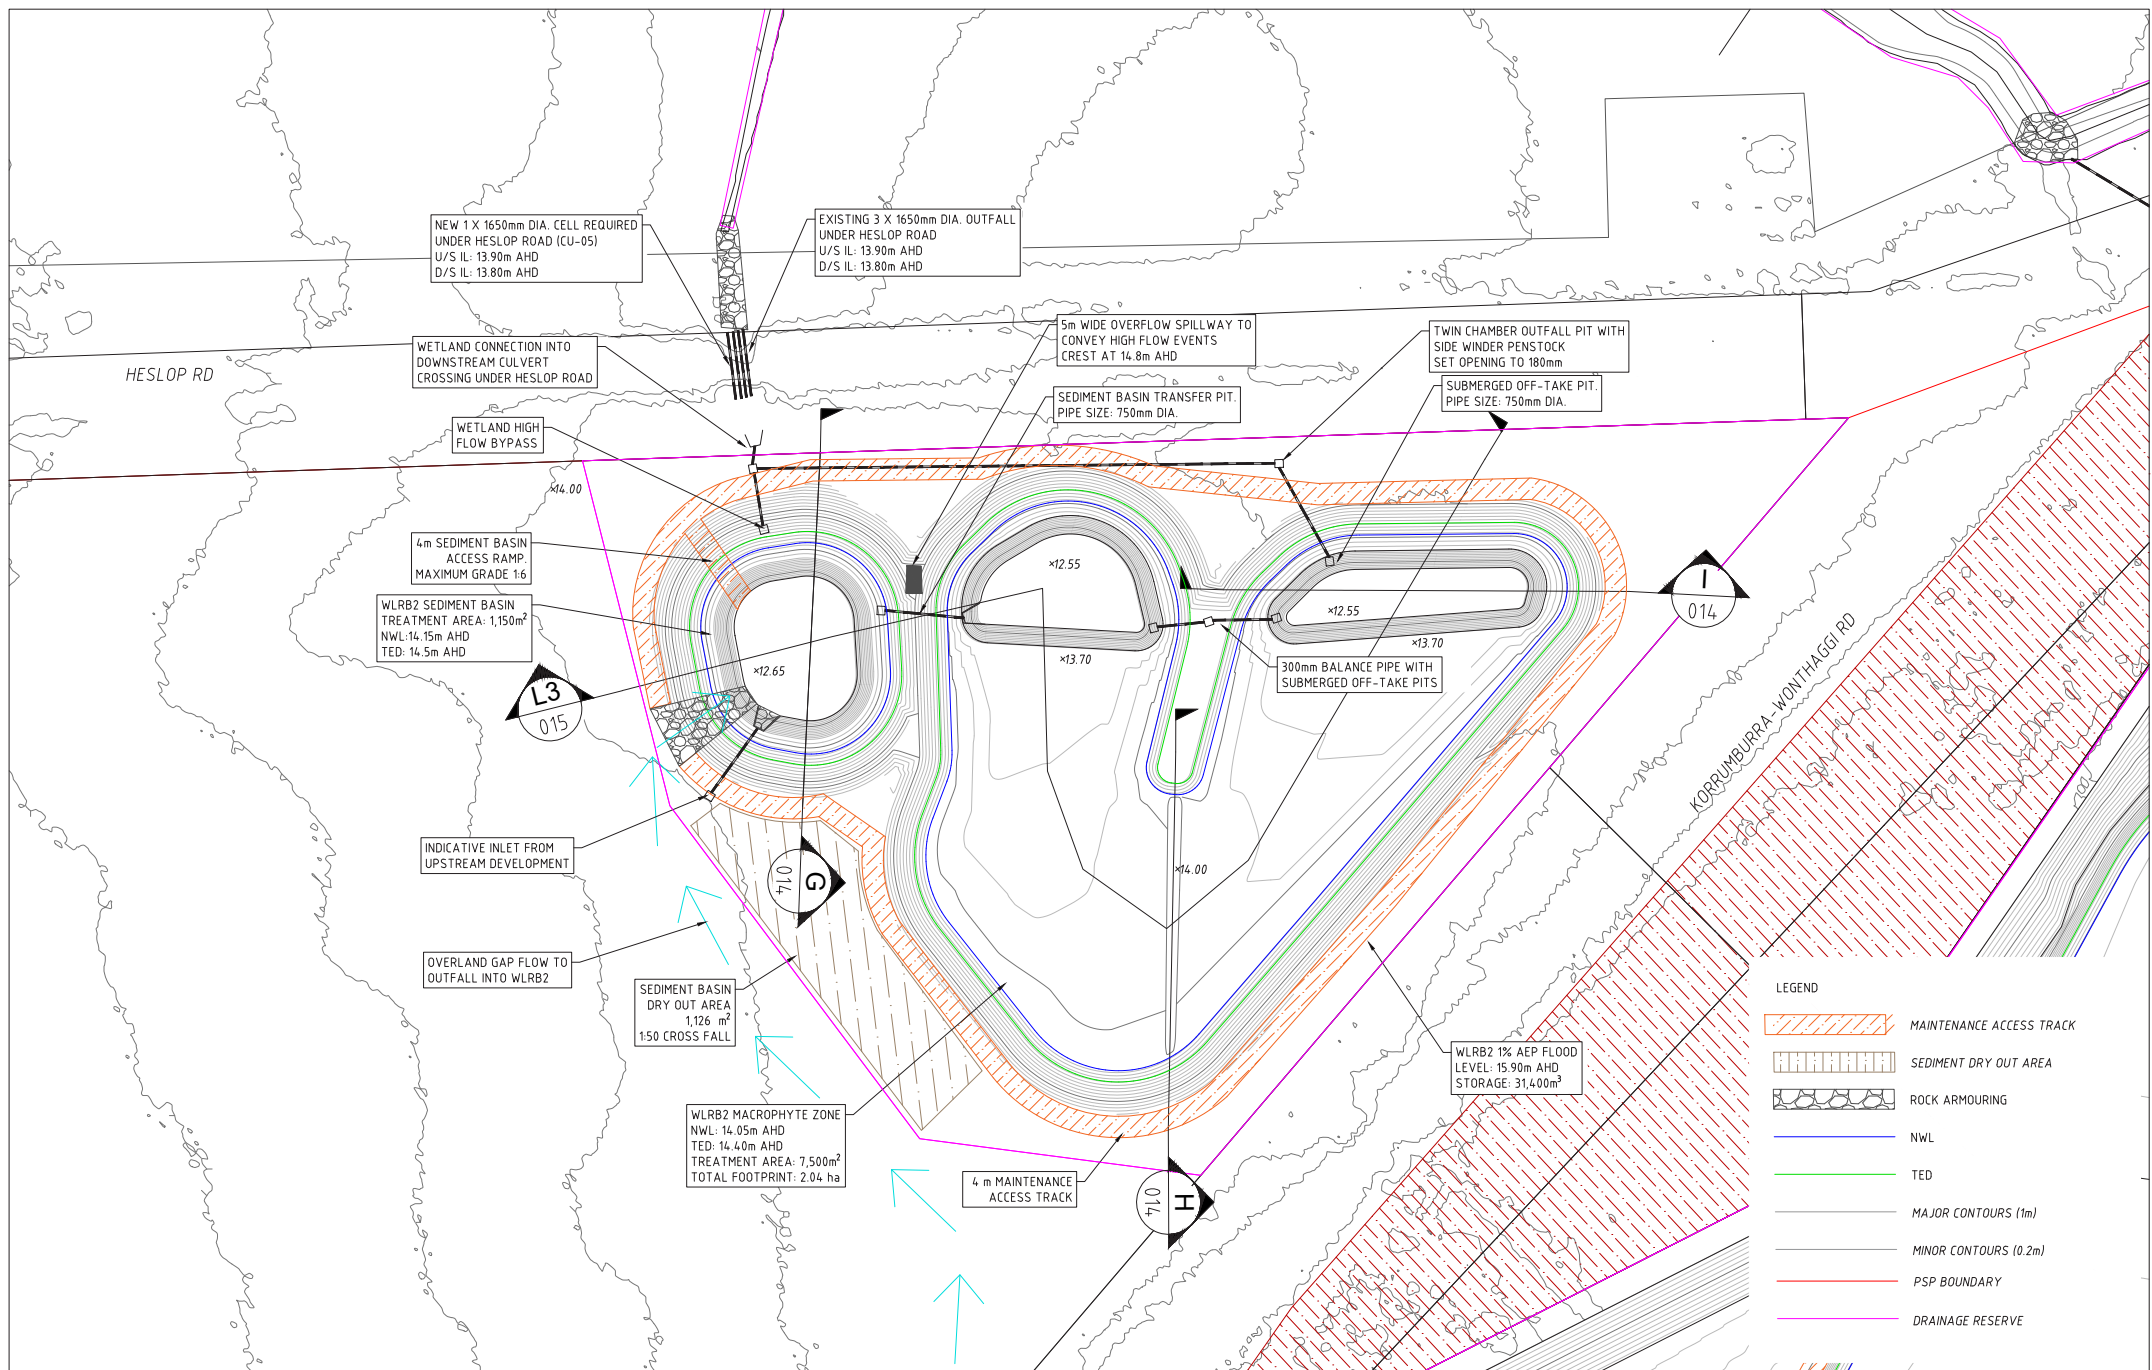 NEW 1 X 1650mm DIA. CELL REQUIRED
UNDER HESLOP ROAD (CU-05)
U/S IL: 13.90m AHD
D/S IL: 13.80m AHD
EXISTING 3 X 1650mm DIA. OUTFALL
UNDER HESLOP ROAD
U/S IL: 13.90m AHD
D/S IL: 13.80m AHD
WETLAND CONNECTION INTO
DOWNSTREAM CULVERT
CROSSING UNDER HESLOP ROAD
5m WIDE OVERFLOW SPILLWAY TO
CONVEY HIGH FLOW EVENTS
CREST AT 14.8m AHD
TWIN CHAMBER OUTFALL PIT WITH
SIDE WINDER PENSTOCK
SET OPENING TO 180mm
HESLOP RD
SEDIMENT BASIN TRANSFER PIT.
PIPE SIZE: 750mm DIA.
SUBMERGED OFF-TAKE PIT.
PIPE SIZE: 750mm DIA.
WETLAND HIGH
FLOW BYPASS
×14.00
4m SEDIMENT BASIN
ACCESS RAMP.
MAXIMUM GRADE 1:6
×12.55
×12.55
I
014
WLRB2 SEDIMENT BASIN
TREATMENT AREA: 1,150m²
NWL:14.15m AHD
TED: 14.5m AHD
×13.70
×13.70
×12.65
300mm BALANCE PIPE WITH
SUBMERGED OFF-TAKE PITS
L3
015
KORRUMBURRA-WONTHAGGI RD
INDICATIVE INLET FROM
UPSTREAM DEVELOPMENT
G
014
×14.00
OVERLAND GAP FLOW TO
OUTFALL INTO WLRB2
SEDIMENT BASIN
DRY OUT AREA
1,126 m²
1:50 CROSS FALL
WLRB2 1% AEP FLOOD
LEVEL: 15.90m AHD
STORAGE: 31,400m³
WLRB2 MACROPHYTE ZONE
NWL: 14.05m AHD
TED: 14.40m AHD
TREATMENT AREA: 7,500m²
TOTAL FOOTPRINT: 2.04 ha
4 m MAINTENANCE
ACCESS TRACK
H
014
LEGEND
MAINTENANCE ACCESS TRACK
SEDIMENT DRY OUT AREA
ROCK ARMOURING
NWL
TED
MAJOR CONTOURS (1m)
MINOR CONTOURS (0.2m)
PSP BOUNDARY
DRAINAGE RESERVE